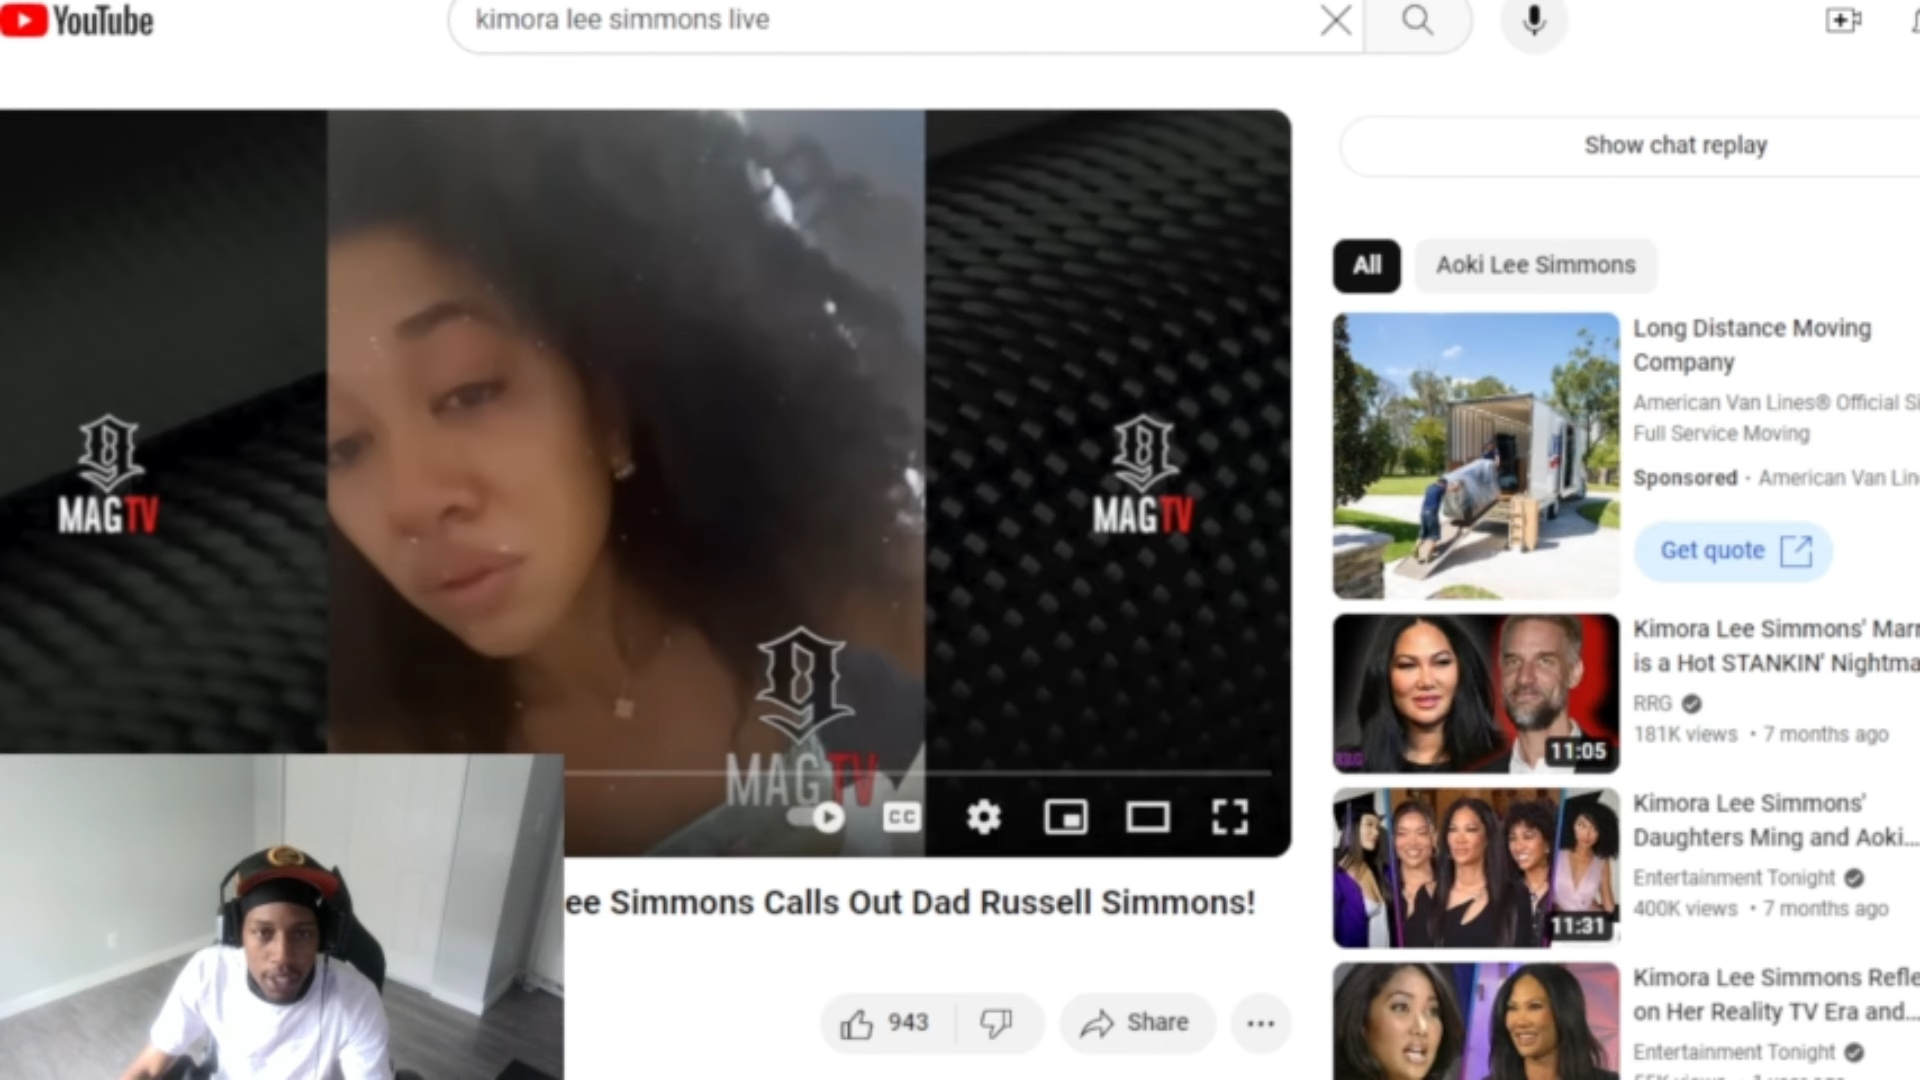 YouTube
kimora lee simmons live
Show chat replay
All
Aoki Lee Simmons
MAGTV
MAGTV
MAGTV
CC
ee Simmons Calls Out Dad Russell Simmons!
943
Share
Long Distance Moving
Company
American Van Lines® Official Si
Full Service Moving
Sponsored · American Van Lin
Get quote
Kimora Lee Simmons' Marr
is a Hot STANKIN' Nightma
RRG
181K views • 7 months ago
RRG
11:05
Kimora Lee Simmons'
Daughters Ming and Aoki...
Entertainment Tonight
400K views • 7 months ago
11:31
Kimora Lee Simmons Refle
on Her Reality TV Era and...
Entertainment Tonight